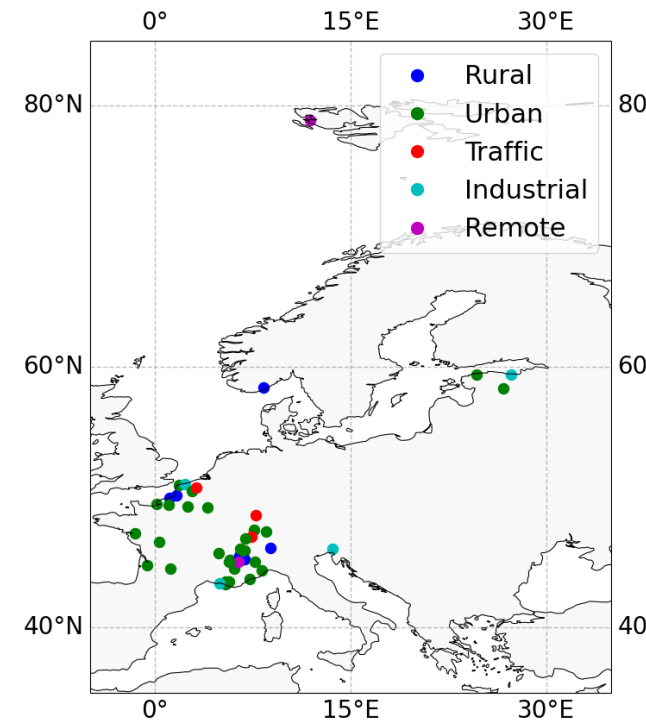 0° 15°E 30°E
80°N 80
Rural
Urban
Traffic
Industrial
Remote
60°N 60
40°N 40
0° 15°E 30°E